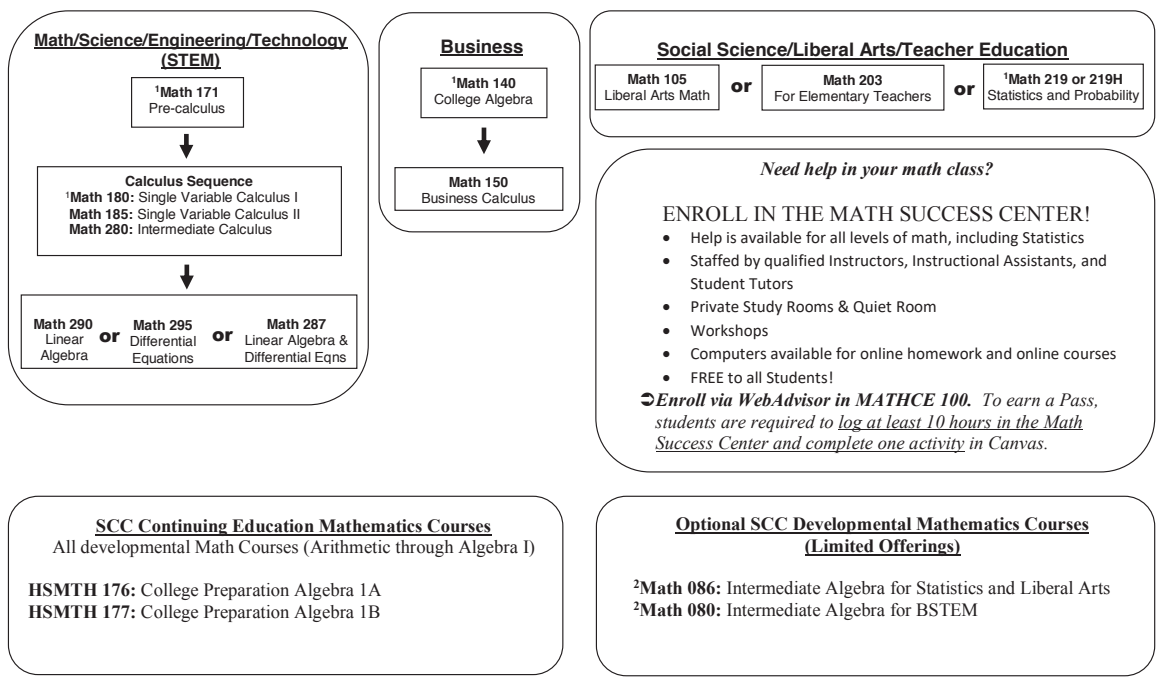 Math/Science/Engineering/Technology
(STEM)
¹Math 171
Pre-calculus
Calculus Sequence
¹Math 180: Single Variable Calculus I
Math 185: Single Variable Calculus II
Math 280: Intermediate Calculus
Math 290
Linear
Algebra
or
Math 295
Differential
Equations
or
Math 287
Linear Algebra &
Differential Eqns
Business
¹Math 140
College Algebra
Math 150
Business Calculus
Social Science/Liberal Arts/Teacher Education
Math 105
Liberal Arts Math
or
Math 203
For Elementary Teachers
or
¹Math 219 or 219H
Statistics and Probability
Need help in your math class?
ENROLL IN THE MATH SUCCESS CENTER!
• Help is available for all levels of math, including Statistics
• Staffed by qualified Instructors, Instructional Assistants, and
Student Tutors
• Private Study Rooms & Quiet Room
• Workshops
• Computers available for online homework and online courses
• FREE to all Students!
➲Enroll via WebAdvisor in MATHCE 100. To earn a Pass,
students are required to log at least 10 hours in the Math
Success Center and complete one activity in Canvas.
SCC Continuing Education Mathematics Courses
All developmental Math Courses (Arithmetic through Algebra I)
HSMTH 176: College Preparation Algebra 1A
HSMTH 177: College Preparation Algebra 1B
Optional SCC Developmental Mathematics Courses
(Limited Offerings)
²Math 086: Intermediate Algebra for Statistics and Liberal Arts
²Math 080: Intermediate Algebra for BSTEM